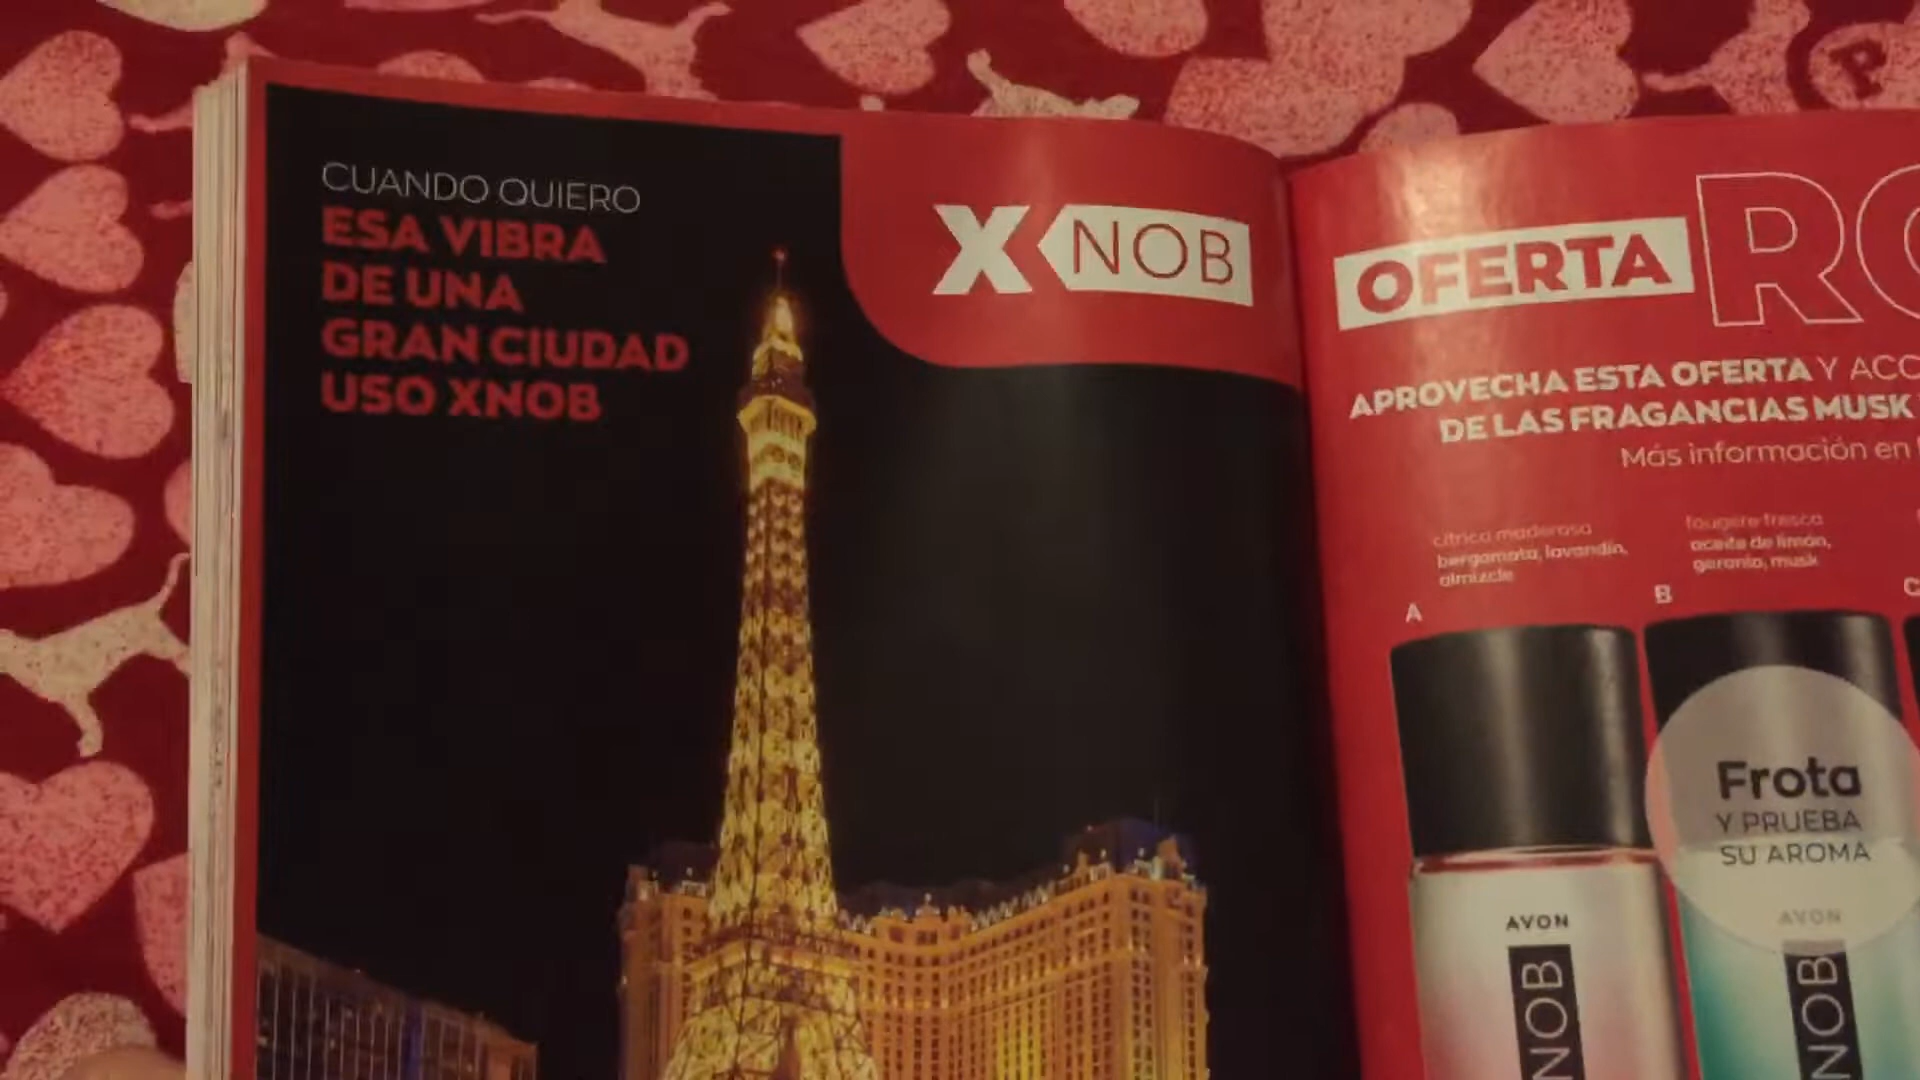 CUANDO QUIERO
ESA VIBRA
DE UNA
GRAN CIUDAD
USO XNOB
X NOB
OFERTA
APROVECHA ESTA OFERTA Y ACC
DE LAS FRAGANCIAS MUSK
Más información en
cítrica maderosa
bergamota, lavandín,
almizcle
A
fougere fresca
aceite de limón,
geranio, musk
B
Frota
Y PRUEBA
SU AROMA
AVON
NOB
AVON
NOB
P